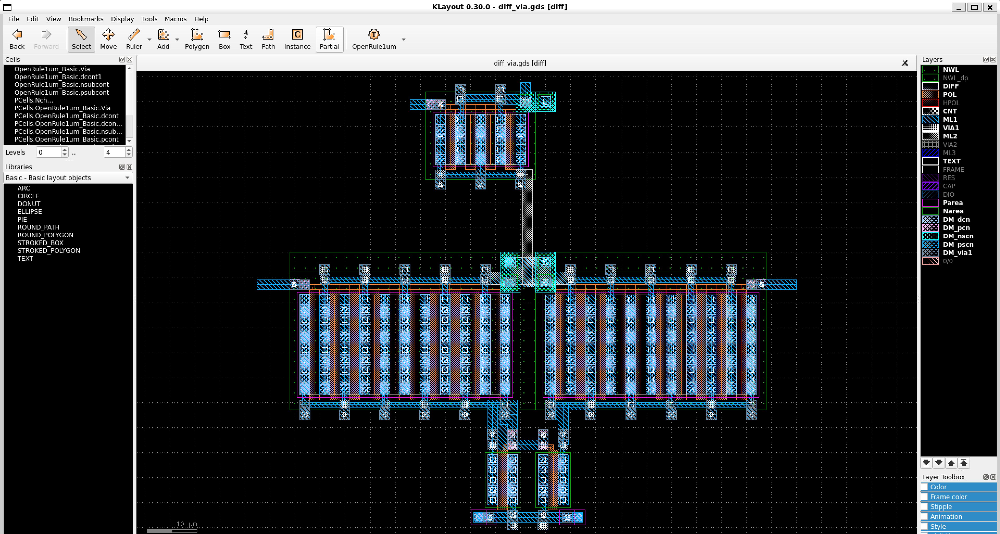 KLayout 0.30.0 - diff_via.gds [diff]
File Edit View Bookmarks Display Tools Macros Help
Back Forward Select Move Ruler Add Polygon Box Text Path Instance Partial OpenRule1um
Cells
OpenRule1um_Basic.Via
OpenRule1um_Basic.dcont1
OpenRule1um_Basic.nsubcont
OpenRule1um_Basic.psubcont
PCells.Nch...
PCells.OpenRule1um_Basic.Via
PCells.OpenRule1um_Basic.dcont
PCells.OpenRule1um_Basic.dcon...
PCells.OpenRule1um_Basic.nsub...
PCells.OpenRule1um_Basic.pcont
Levels 0 .. 4
Libraries
Basic - Basic layout objects
ARC
CIRCLE
DONUT
ELLIPSE
PIE
ROUND_PATH
ROUND_POLYGON
STROKED_BOX
STROKED_POLYGON
TEXT
diff_via.gds [diff]
10 µm
Layers
NWL
NWL_dp
DIFF
POL
HPOL
CNT
ML1
VIA1
ML2
VIA2
ML3
TEXT
FRAME
RES
CAP
DIO
Parea
Narea
DM_dcn
DM_pcn
DM_nscn
DM_pscn
DM_via1
0/0
Layer Toolbox
Color
Frame color
Stipple
Animation
Style